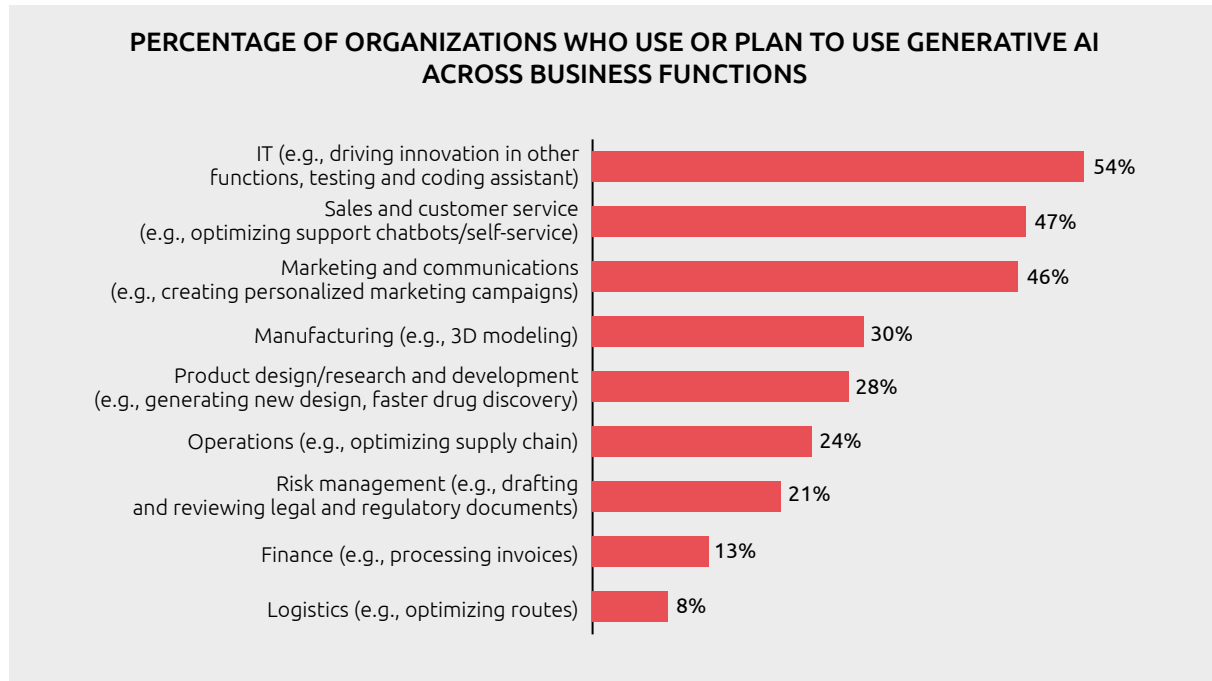 PERCENTAGE OF ORGANIZATIONS WHO USE OR PLAN TO USE GENERATIVE AI
ACROSS BUSINESS FUNCTIONS
IT (e.g., driving innovation in other
functions, testing and coding assistant)
54%
Sales and customer service
(e.g., optimizing support chatbots/self-service)
47%
Marketing and communications
(e.g., creating personalized marketing campaigns)
46%
Manufacturing (e.g., 3D modeling)
30%
Product design/research and development
(e.g., generating new design, faster drug discovery)
28%
Operations (e.g., optimizing supply chain)
24%
Risk management (e.g., drafting
and reviewing legal and regulatory documents)
21%
Finance (e.g., processing invoices)
13%
Logistics (e.g., optimizing routes)
8%